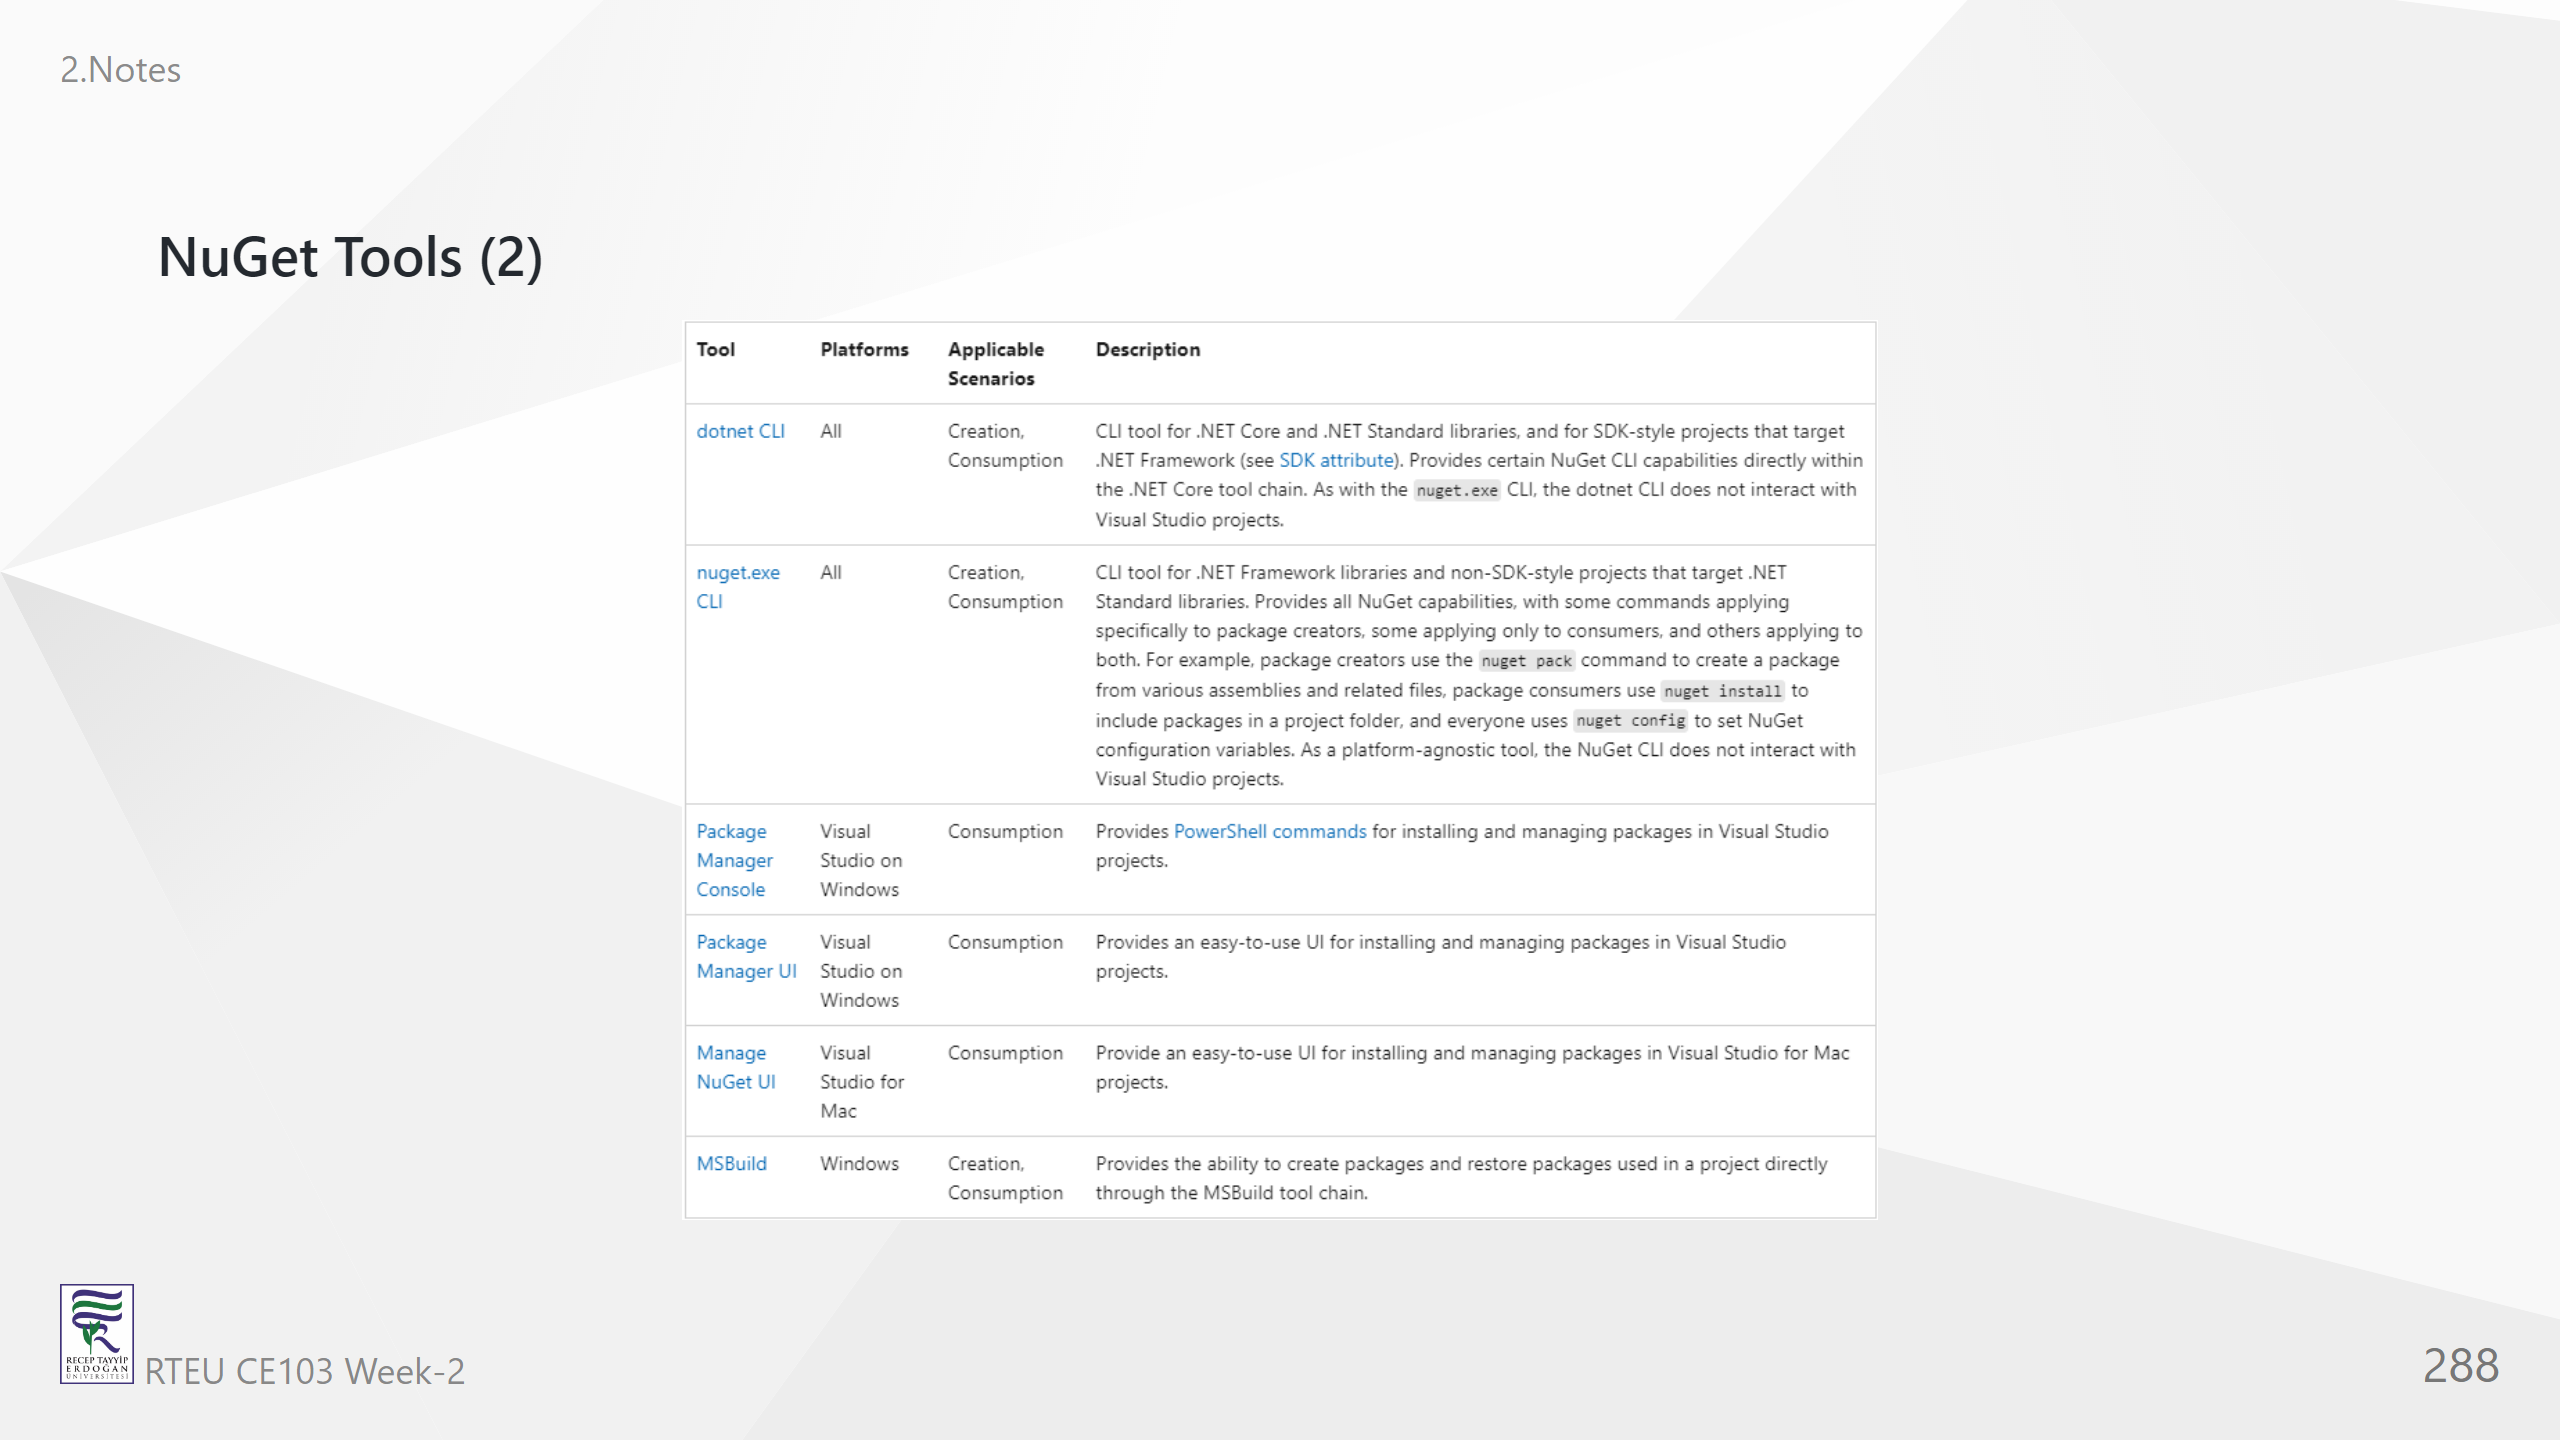 2.Notes
NuGet Tools (2)
Tool Platforms Applicable Scenarios Description
dotnet CLI All Creation, Consumption CLI tool for .NET Core and .NET Standard libraries, and for SDK-style projects that target
.NET Framework (see SDK attribute). Provides certain NuGet CLI capabilities directly within
the .NET Core tool chain. As with the nuget.exe CLI, the dotnet CLI does not interact with
Visual Studio projects.
nuget.exe CLI All Creation, Consumption CLI tool for .NET Framework libraries and non-SDK-style projects that target .NET
Standard libraries. Provides all NuGet capabilities, with some commands applying
specifically to package creators, some applying only to consumers, and others applying to
both. For example, package creators use the nuget pack command to create a package
from various assemblies and related files, package consumers use nuget install to
include packages in a project folder, and everyone uses nuget config to set NuGet
configuration variables. As a platform-agnostic tool, the NuGet CLI does not interact with
Visual Studio projects.
Package Manager Console Visual Studio on Windows Consumption Provides PowerShell commands for installing and managing packages in Visual Studio
projects.
Package Manager UI Visual Studio on Windows Consumption Provides an easy-to-use UI for installing and managing packages in Visual Studio
projects.
Manage NuGet UI Visual Studio for Mac Consumption Provide an easy-to-use UI for installing and managing packages in Visual Studio for Mac
projects.
MSBuild Windows Creation, Consumption Provides the ability to create packages and restore packages used in a project directly
through the MSBuild tool chain.
RECEP TAYYİP
ERDOĞAN
ÜNİVERSİTESİ
RTEU CE103 Week-2
288